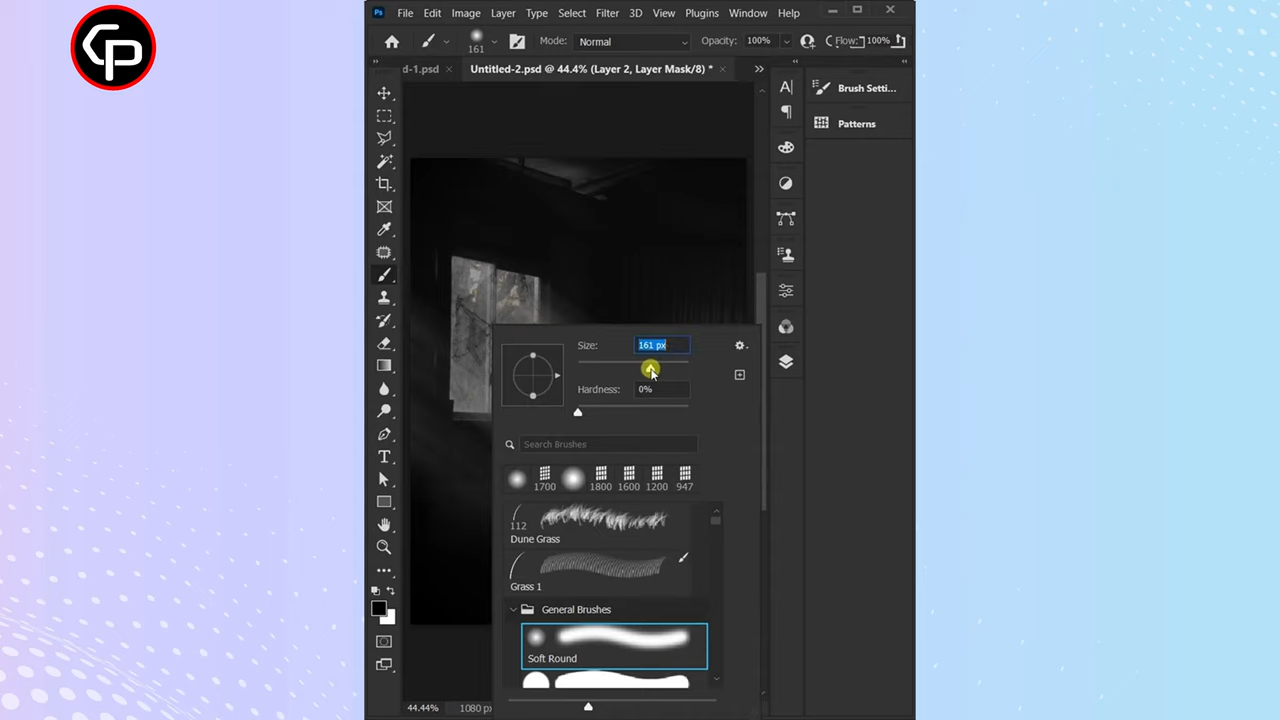 CP
Ps File Edit Image Layer Type Select Filter 3D View Plugins Window Help
161 Mode: Normal Opacity: 100% Flow: 100%
d-1.psd × Untitled-2.psd @ 44.4% (Layer 2, Layer Mask/8) * ×
Brush Setti...
Patterns
Size: 161 px
Hardness: 0%
Search Brushes
1700 1800 1600 1200 947
112
Dune Grass
Grass 1
General Brushes
Soft Round
44.44% 1080 px